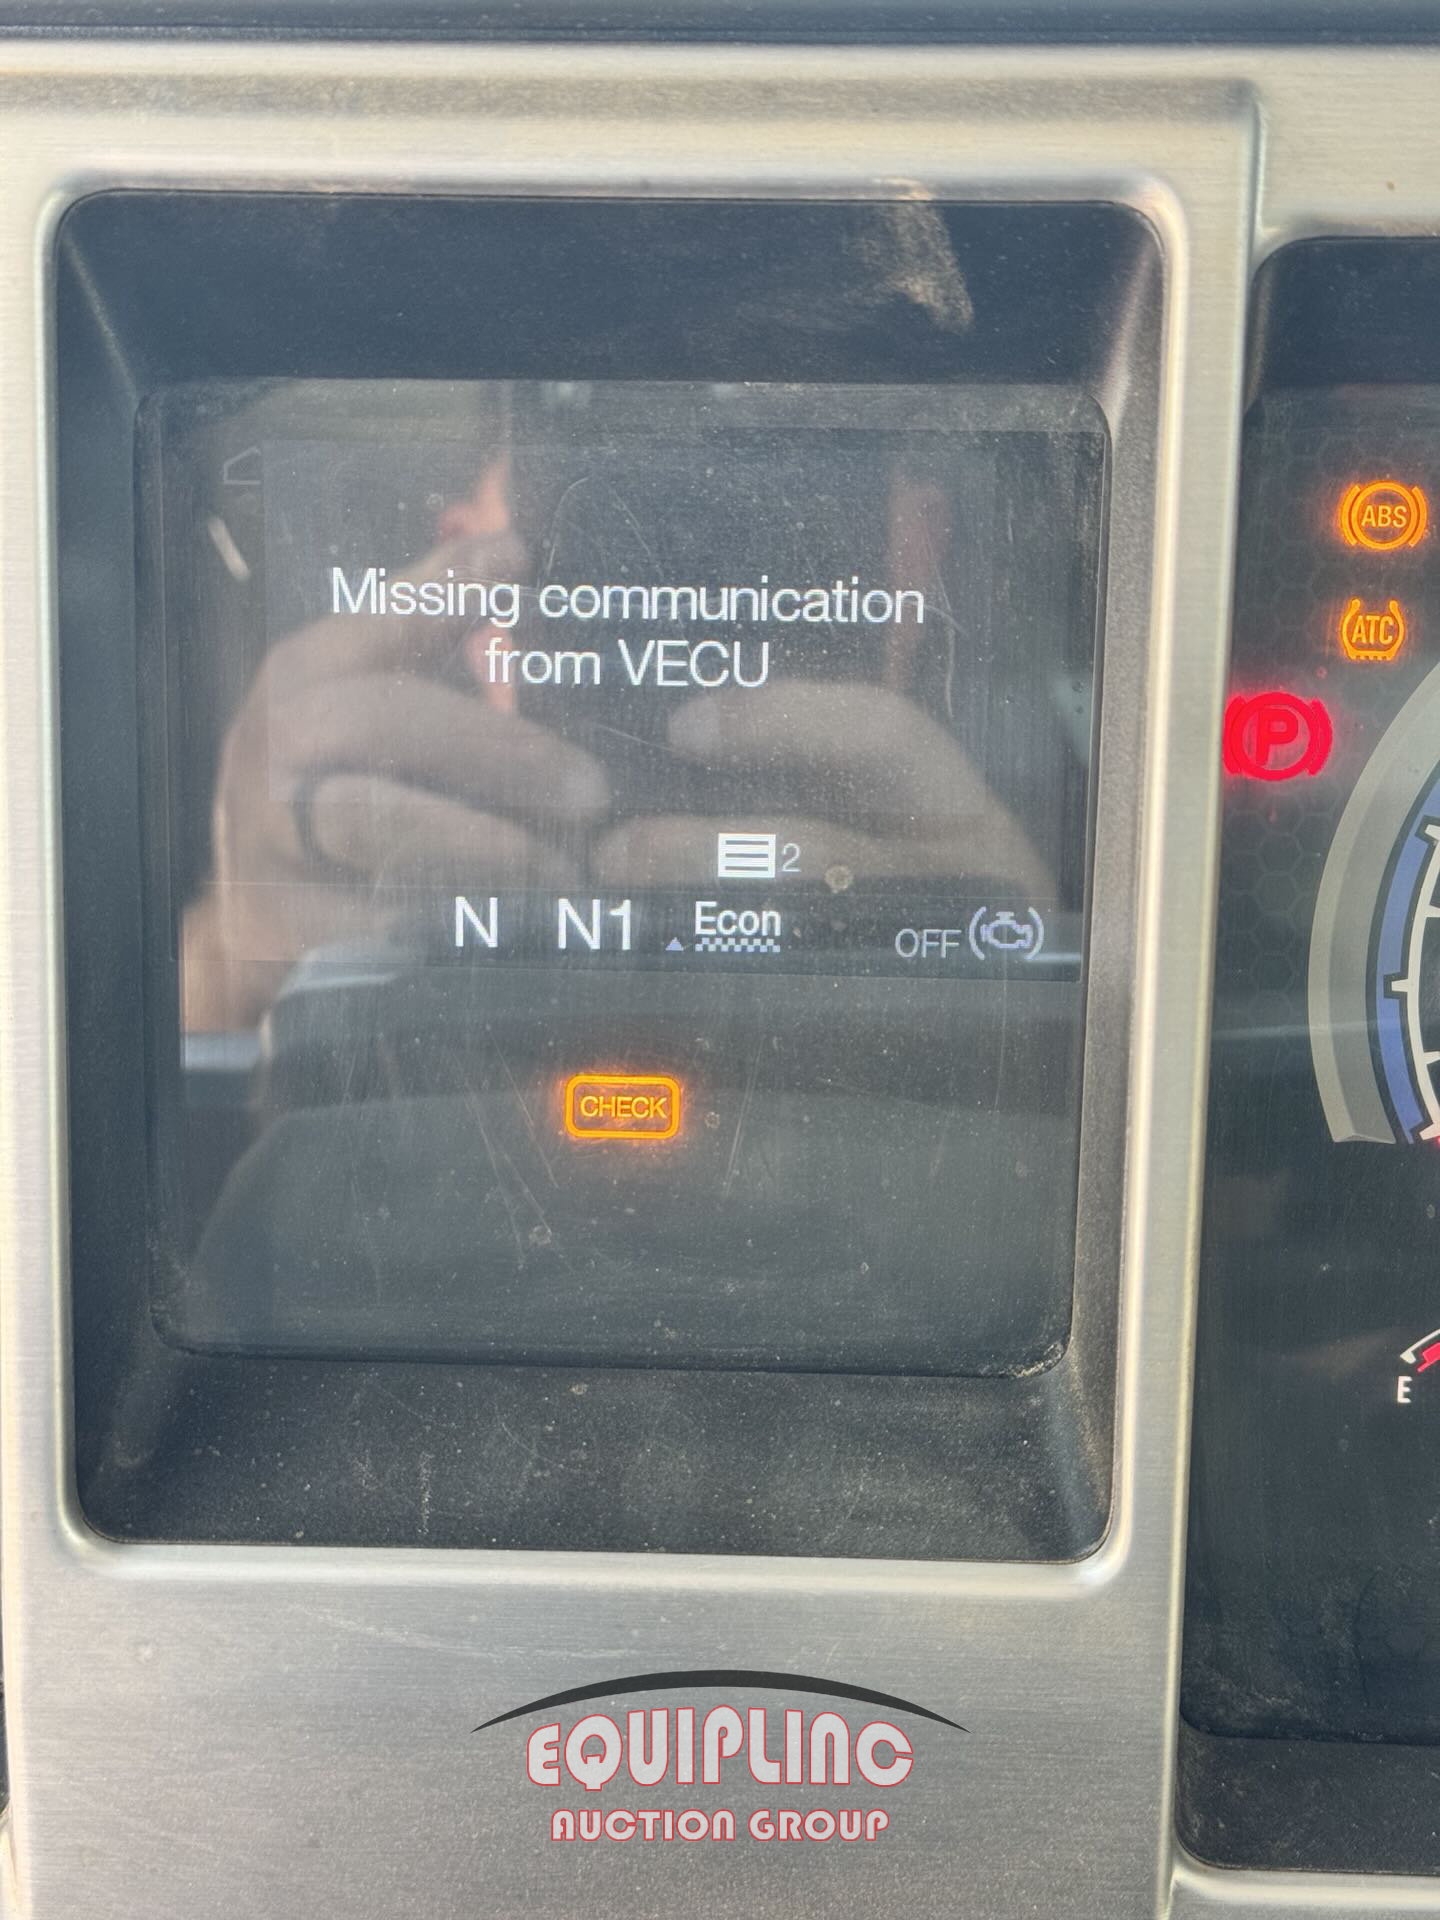 Missing communication
from VECU
2
N N1 Econ OFF
CHECK
ABS
ATC
P
E
EQUIPLINC
AUCTION GROUP